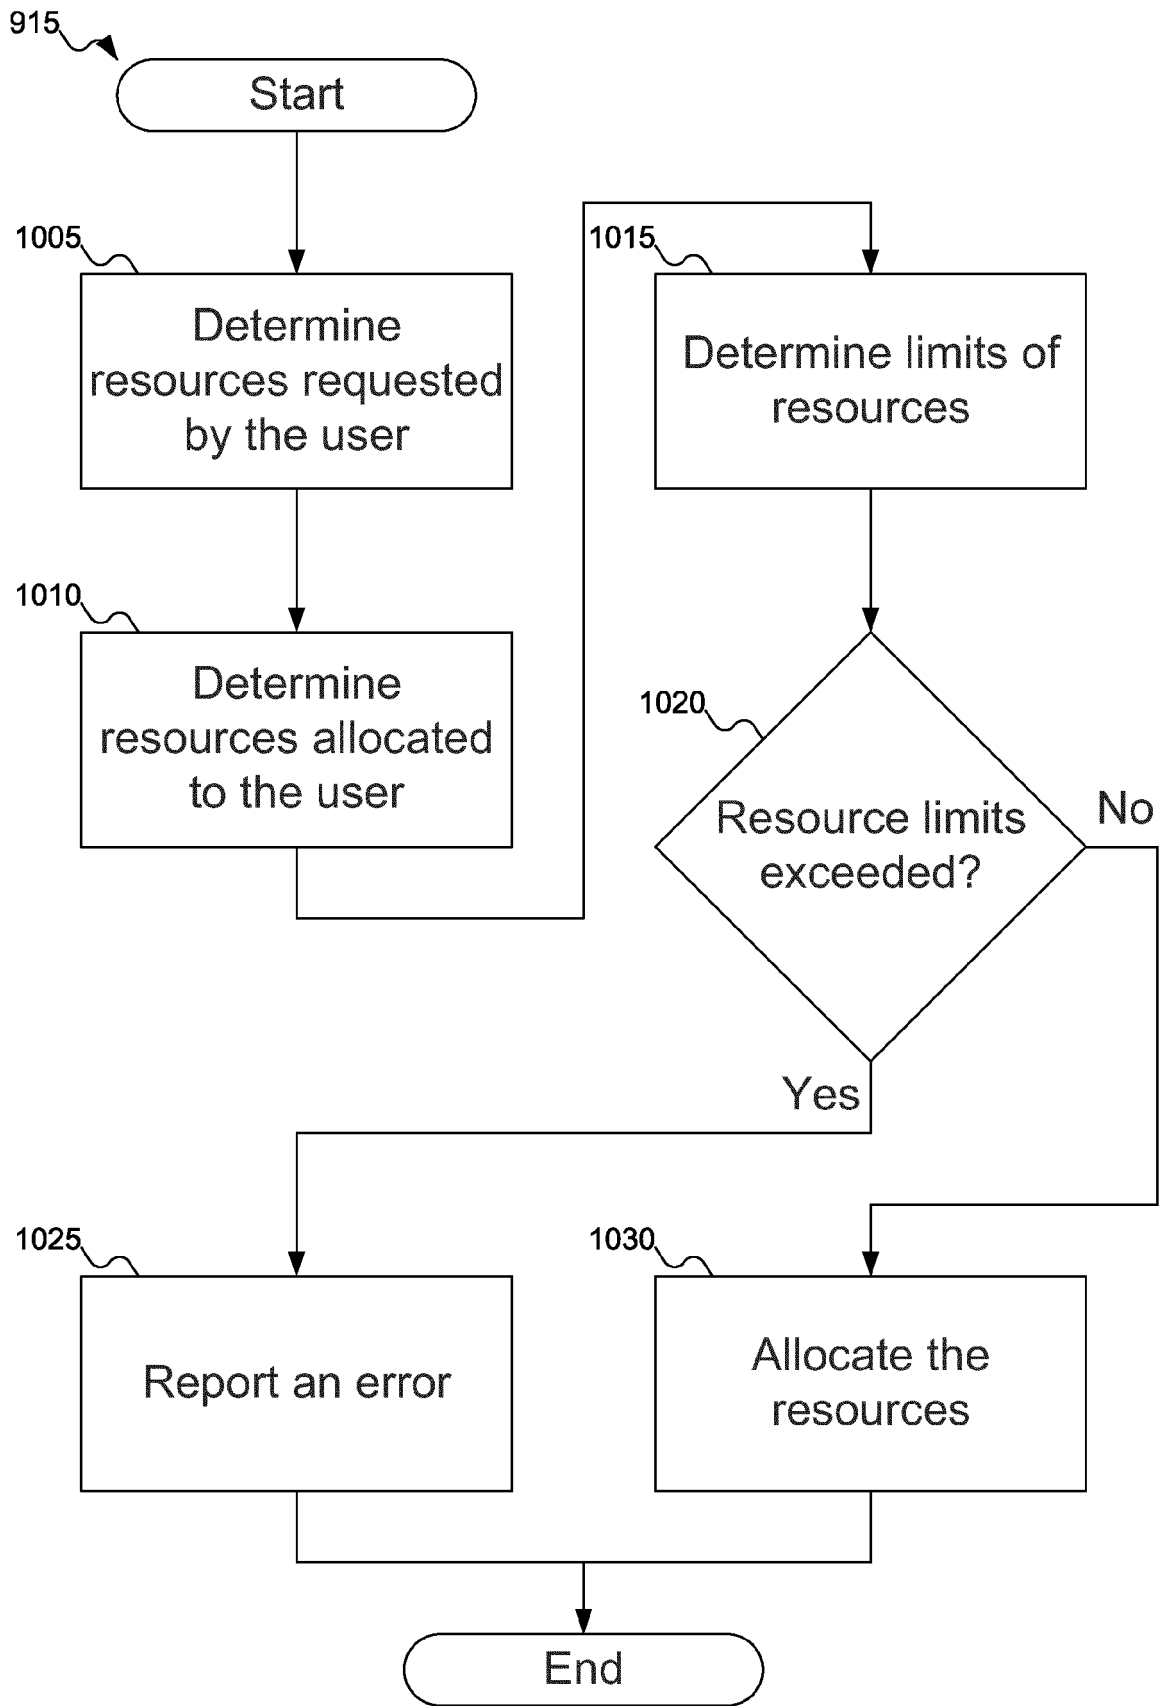 915
Start
1005
Determine
resources requested
by the user
1010
Determine
resources allocated
to the user
1015
Determine limits of
resources
1020
Resource limits
exceeded?
No
Yes
1025
Report an error
1030
Allocate the
resources
End